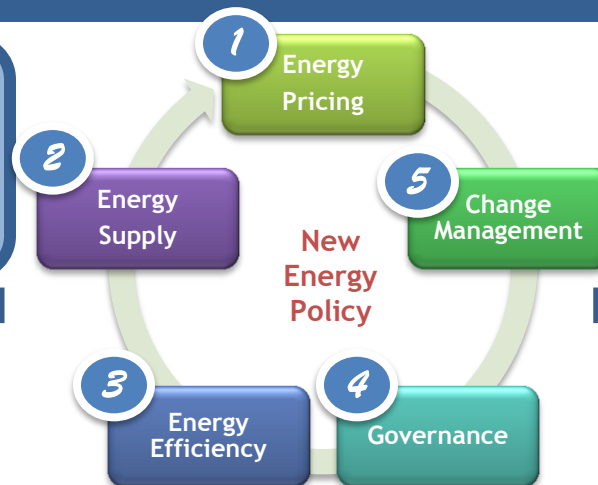 1
Energy
Pricing
2
Energy
Supply
3
Energy
Efficiency
4
Governance
5
Change
Management
New
Energy
Policy